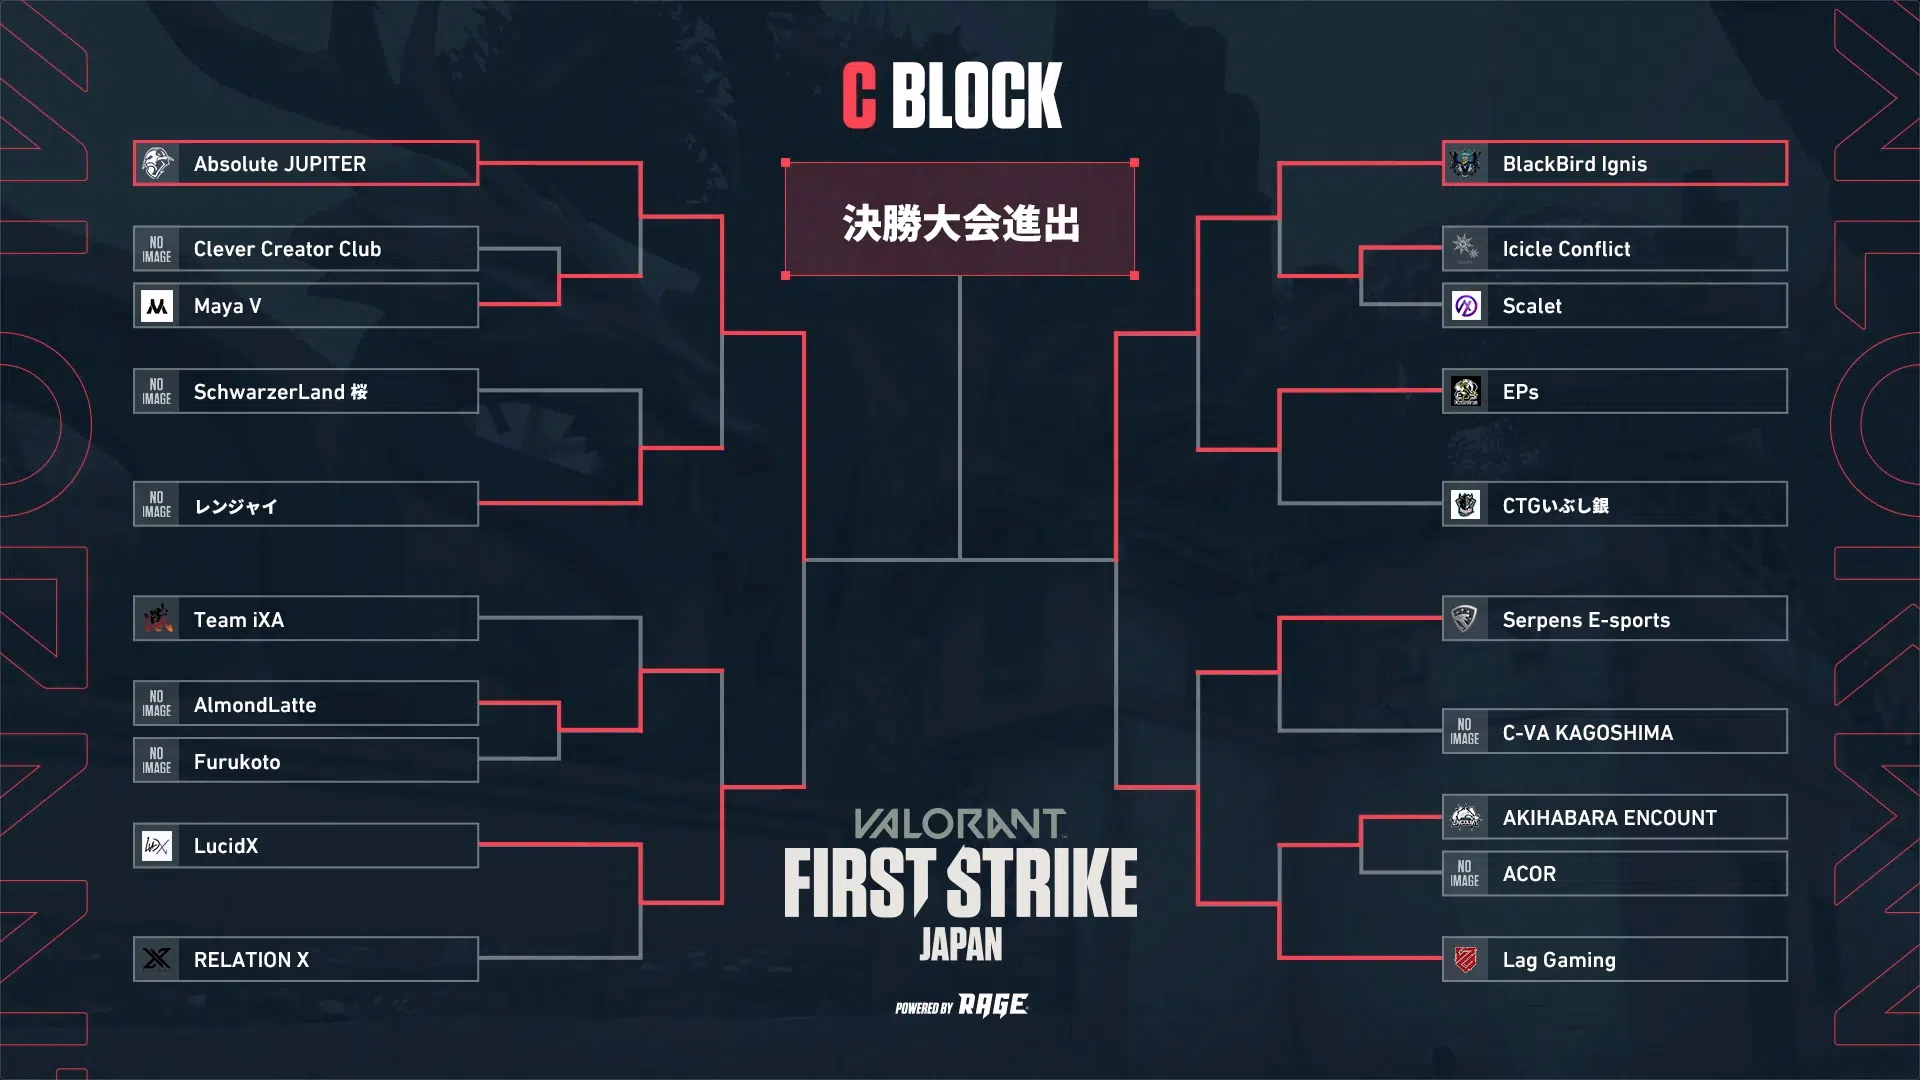 C BLOCK
決勝大会進出
Absolute JUPITER
NO IMAGE
Clever Creator Club
Maya V
NO IMAGE
SchwarzerLand 桜
NO IMAGE
レンジャイ
Team iXA
NO IMAGE
AlmondLatte
NO IMAGE
Furukoto
LucidX
RELATION X
BlackBird Ignis
Icicle Conflict
Scalet
EPs
CTGいぶし銀
Serpens E-sports
NO IMAGE
C-VA KAGOSHIMA
AKIHABARA ENCOUNT
NO IMAGE
ACOR
Lag Gaming
VALORANT
FIRST STRIKE
JAPAN
POWERED BY RAGE